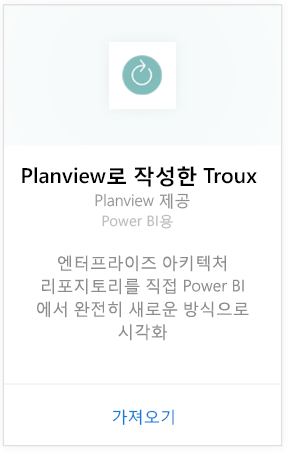 Planview로 작성한 Troux
Planview 제공
Power BI용
엔터프라이즈 아키텍처
리포지토리를 직접 Power BI
에서 완전히 새로운 방식으로
시각화
가져오기